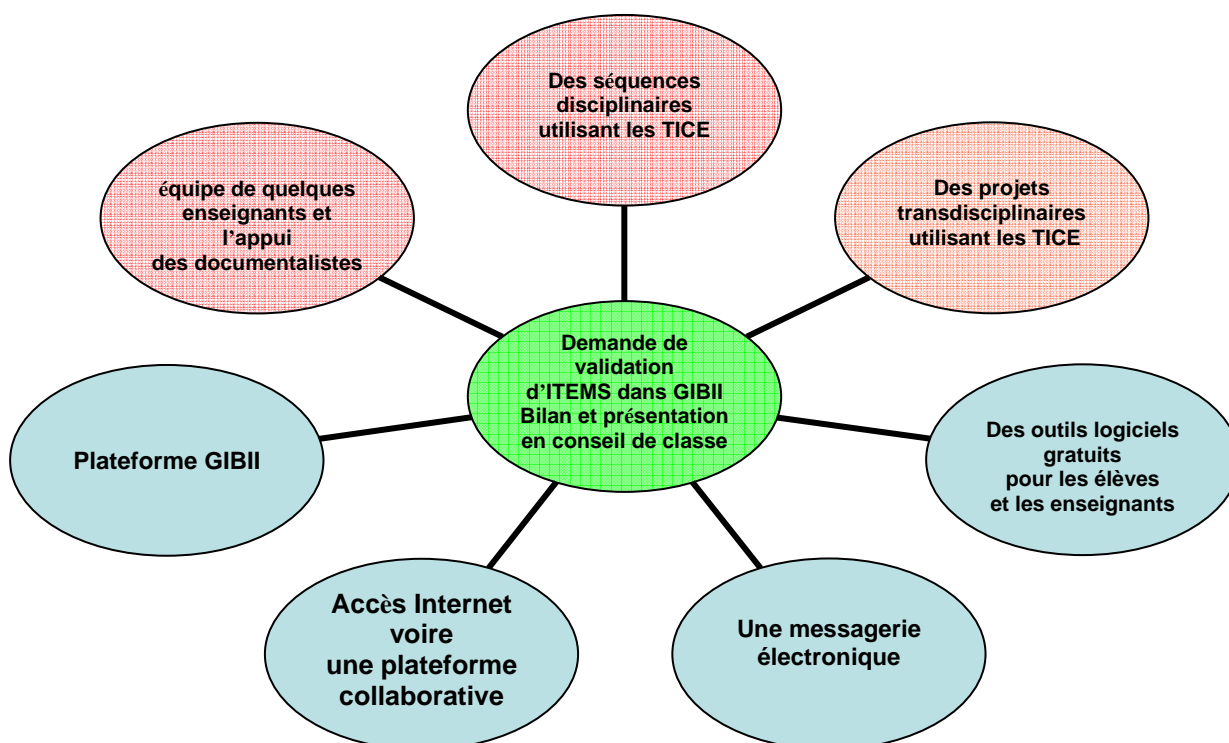 Des séquences
disciplinaires
utilisant les TICE
équipe de quelques
enseignants et
l'appui
des documentalistes
Des projets
transdisciplinaires
utilisant les TICE
Demande de
validation
d'ITEMS dans GIBII
Bilan et présentation
en conseil de classe
Plateforme GIBII
Des outils logiciels
gratuits
pour les élèves
et les enseignants
Accès Internet
voire
une plateforme
collaborative
Une messagerie
électronique